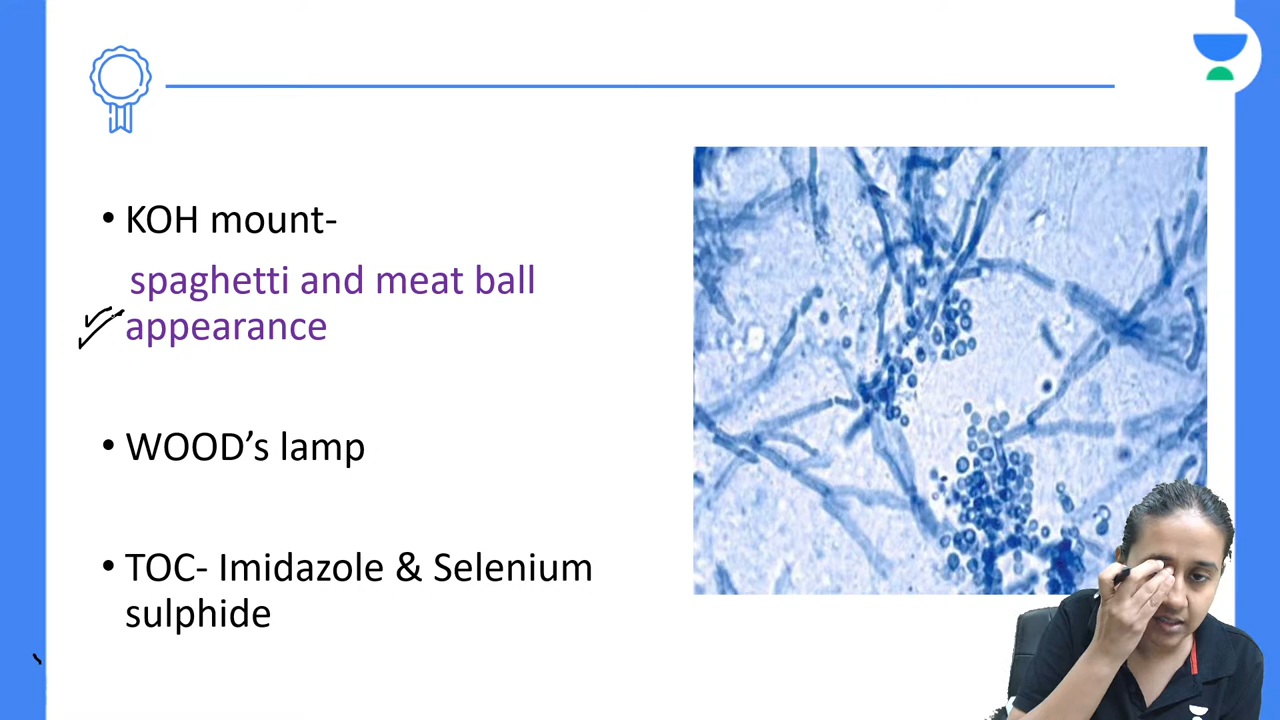 • KOH mount-
spaghetti and meat ball
appearance
• WOOD’s lamp
• TOC- Imidazole & Selenium
sulphide